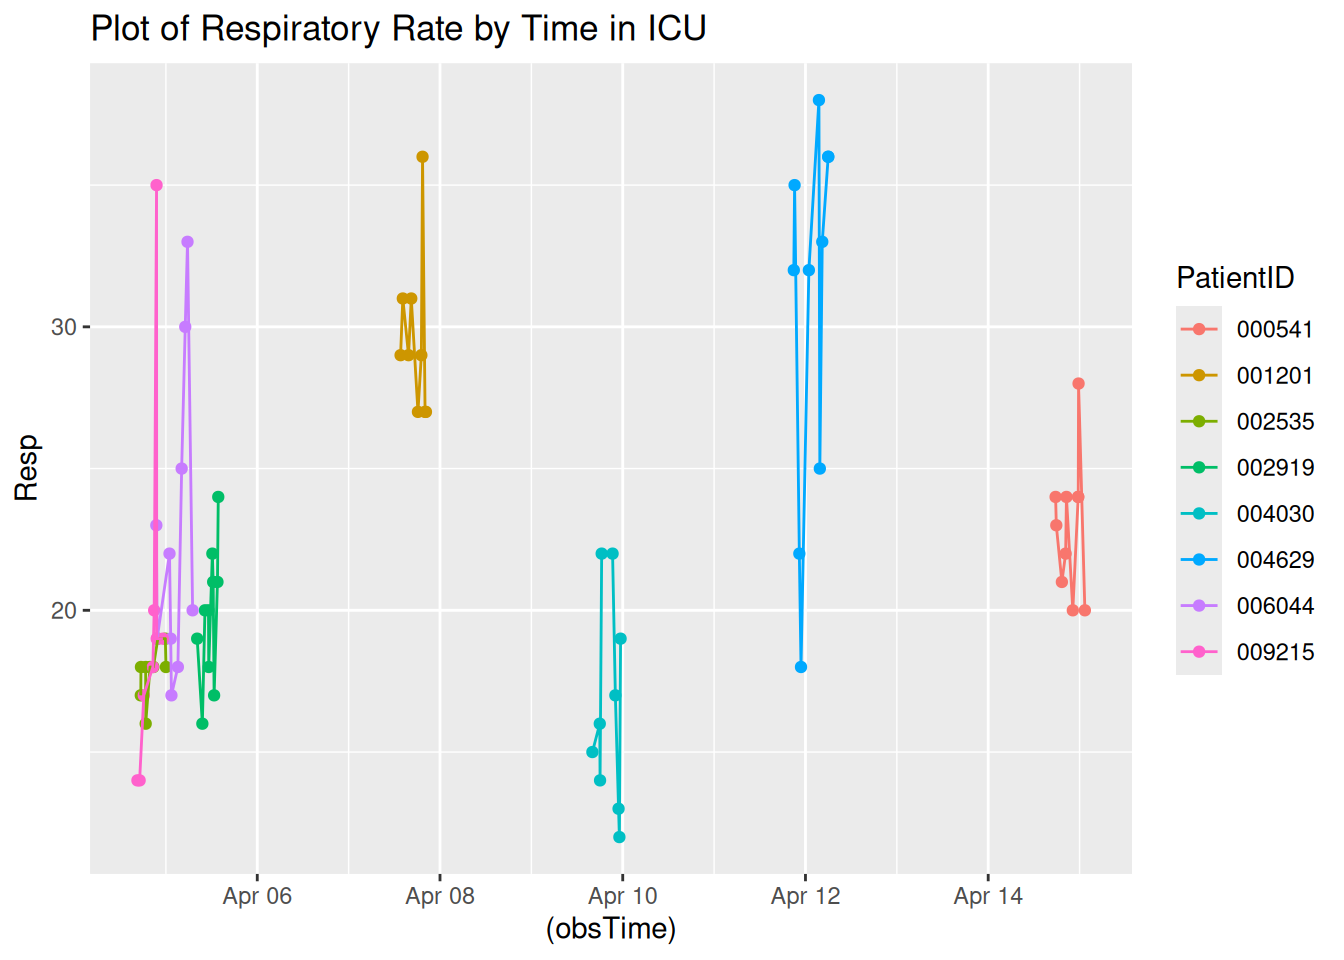 Plot of Respiratory Rate by Time in ICU
Resp
30
20
Apr 06
Apr 08
Apr 10
Apr 12
Apr 14
(obsTime)
PatientID
000541
001201
002535
002919
004030
004629
006044
009215